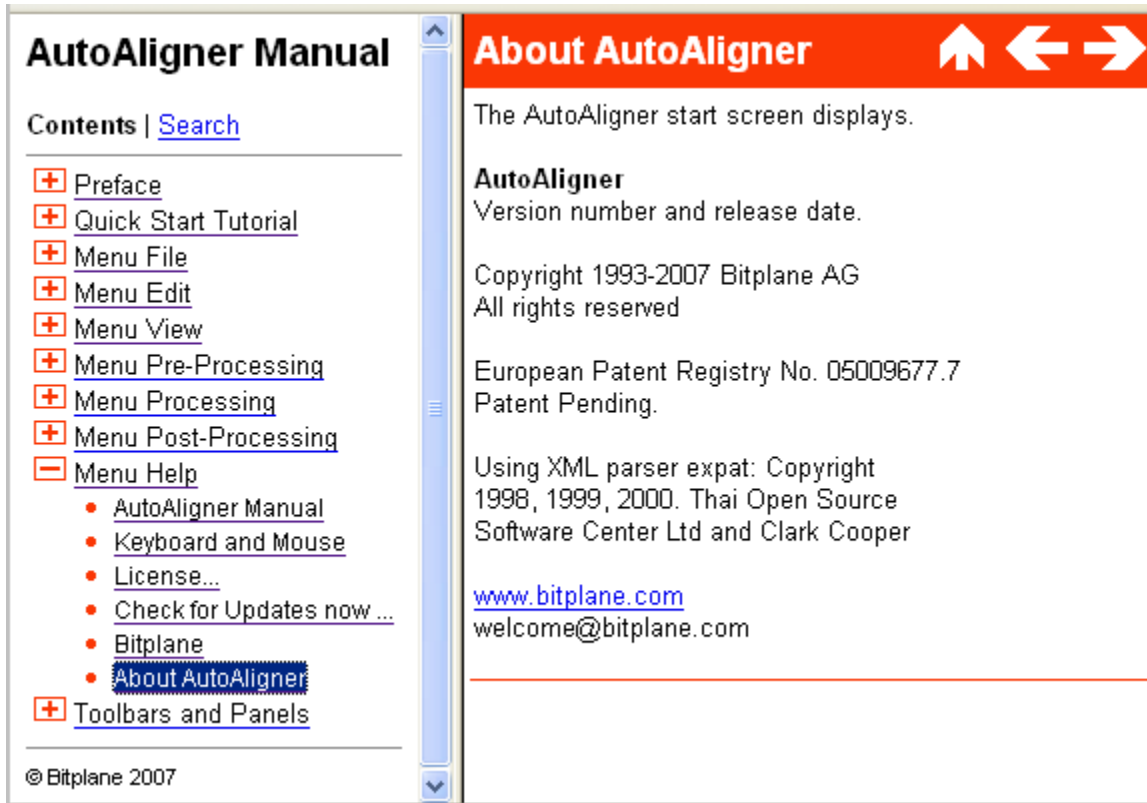 AutoAligner Manual
Contents | Search
Preface
Quick Start Tutorial
Menu File
Menu Edit
Menu View
Menu Pre-Processing
Menu Processing
Menu Post-Processing
Menu Help
AutoAligner Manual
Keyboard and Mouse
License...
Check for Updates now ...
Bitplane
About AutoAligner
Toolbars and Panels
© Bitplane 2007
About AutoAligner
The AutoAligner start screen displays.
AutoAligner
Version number and release date.
Copyright 1993-2007 Bitplane AG
All rights reserved
European Patent Registry No. 05009677.7
Patent Pending.
Using XML parser expat: Copyright
1998, 1999, 2000. Thai Open Source
Software Center Ltd and Clark Cooper
www.bitplane.com
welcome@bitplane.com